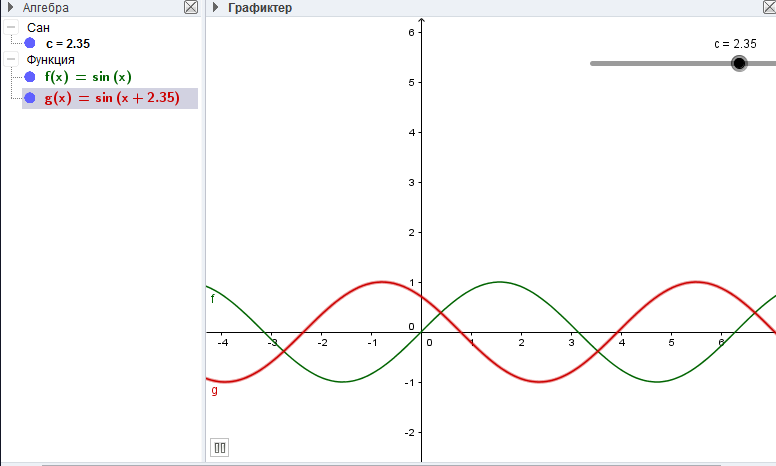 Алгебра
Сан
c = 2.35
Функция
f(x) = sin (x)
g(x) = sin (x + 2.35)
Графиктер
c = 2.35
6
5
4
3
2
1
0
-1
-2
-4 -3 -2 -1 0 1 2 3 4 5 6
f
g